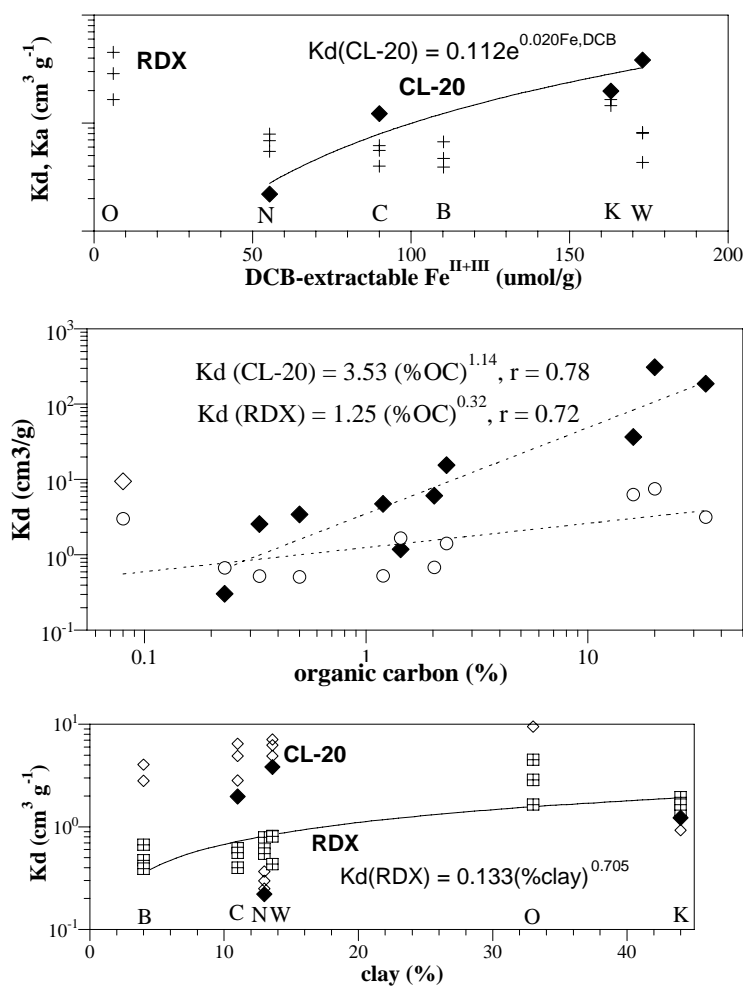 RDX
Kd(CL-20) = 0.112e^0.020Fe,DCB
CL-20
Kd, Ka (cm^3 g^-1)
O N C B K W
0 50 100 150 200
DCB-extractable Fe^II+III (umol/g)
10^3
10^2
10^1
10^0
10^-1
Kd (CL-20) = 3.53 (%OC)^1.14, r = 0.78
Kd (RDX) = 1.25 (%OC)^0.32, r = 0.72
Kd (cm3/g)
0.1 1 10
organic carbon (%)
10^1
10^0
10^-1
CL-20
RDX
Kd(RDX) = 0.133(%clay)^0.705
Kd (cm^3 g^-1)
B C N W O K
0 10 20 30 40
clay (%)